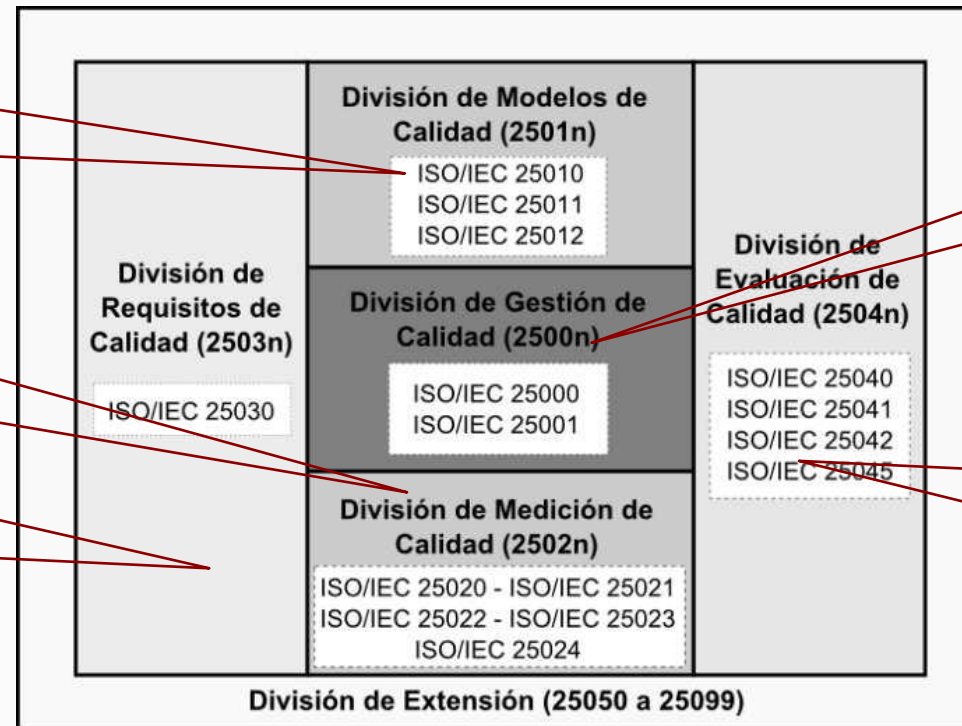 División de Modelos de
Calidad (2501n)
ISO/IEC 25010
ISO/IEC 25011
ISO/IEC 25012
División de
Requisitos de
Calidad (2503n)
ISO/IEC 25030
División de Gestión de
Calidad (2500n)
ISO/IEC 25000
ISO/IEC 25001
División de
Evaluación de
Calidad (2504n)
ISO/IEC 25040
ISO/IEC 25041
ISO/IEC 25042
ISO/IEC 25045
División de Medición de
Calidad (2502n)
ISO/IEC 25020 - ISO/IEC 25021
ISO/IEC 25022 - ISO/IEC 25023
ISO/IEC 25024
División de Extensión (25050 a 25099)